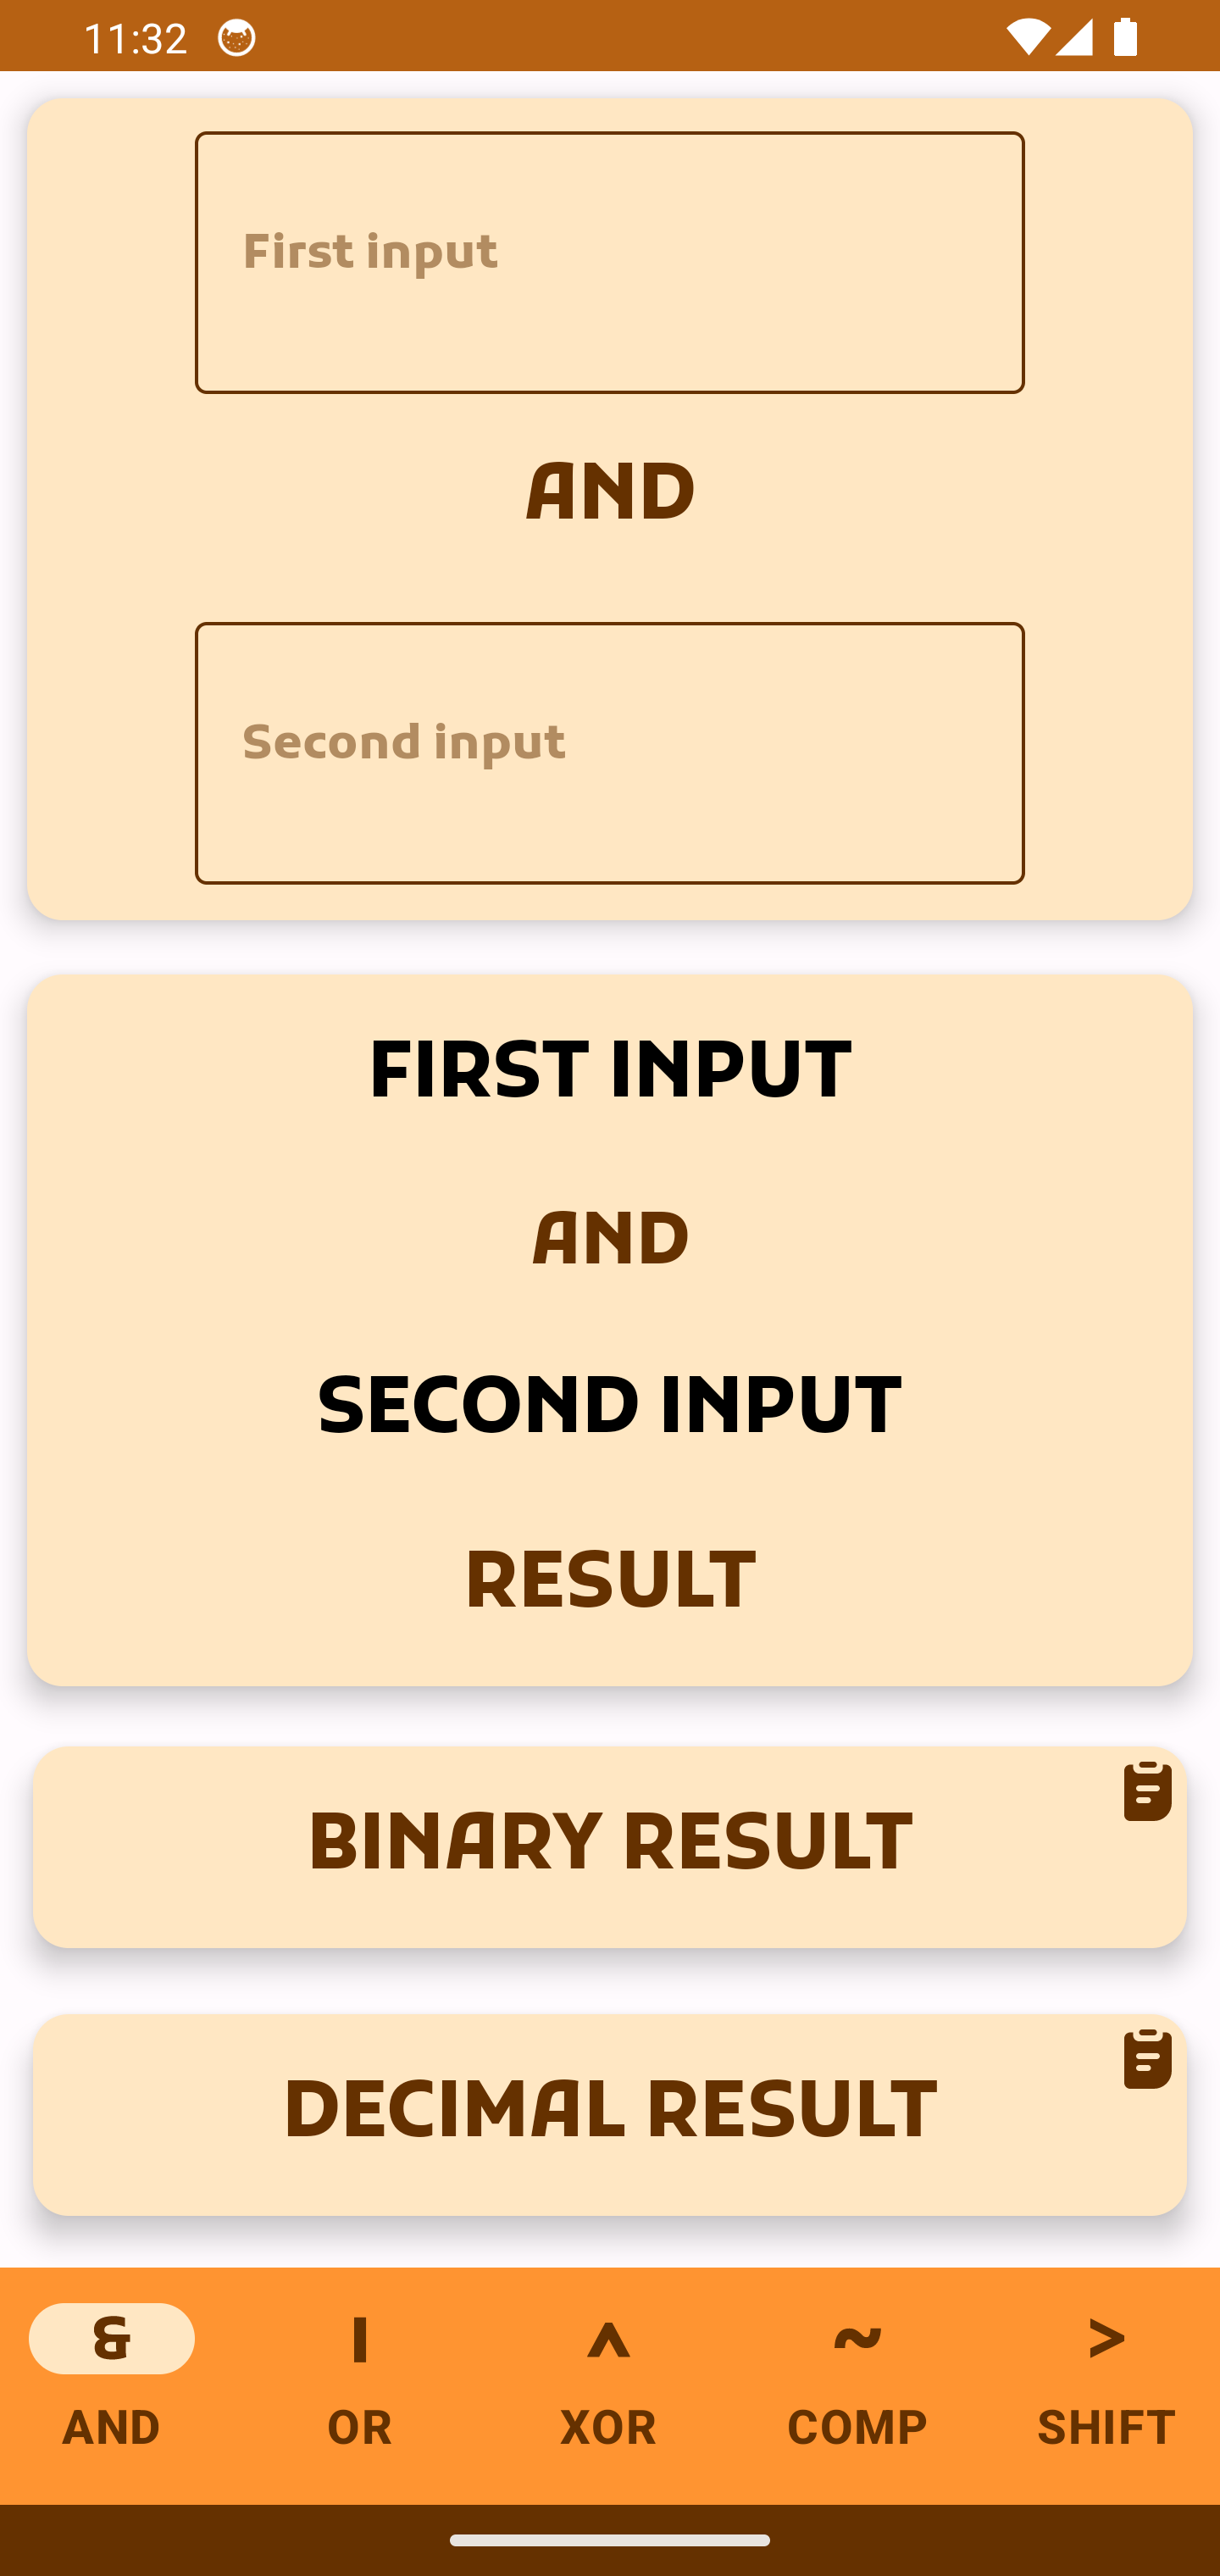 11:32
First input
AND
Second input
FIRST INPUT
AND
SECOND INPUT
RESULT
BINARY RESULT
DECIMAL RESULT
& | ^ ~ >
AND OR XOR COMP SHIFT